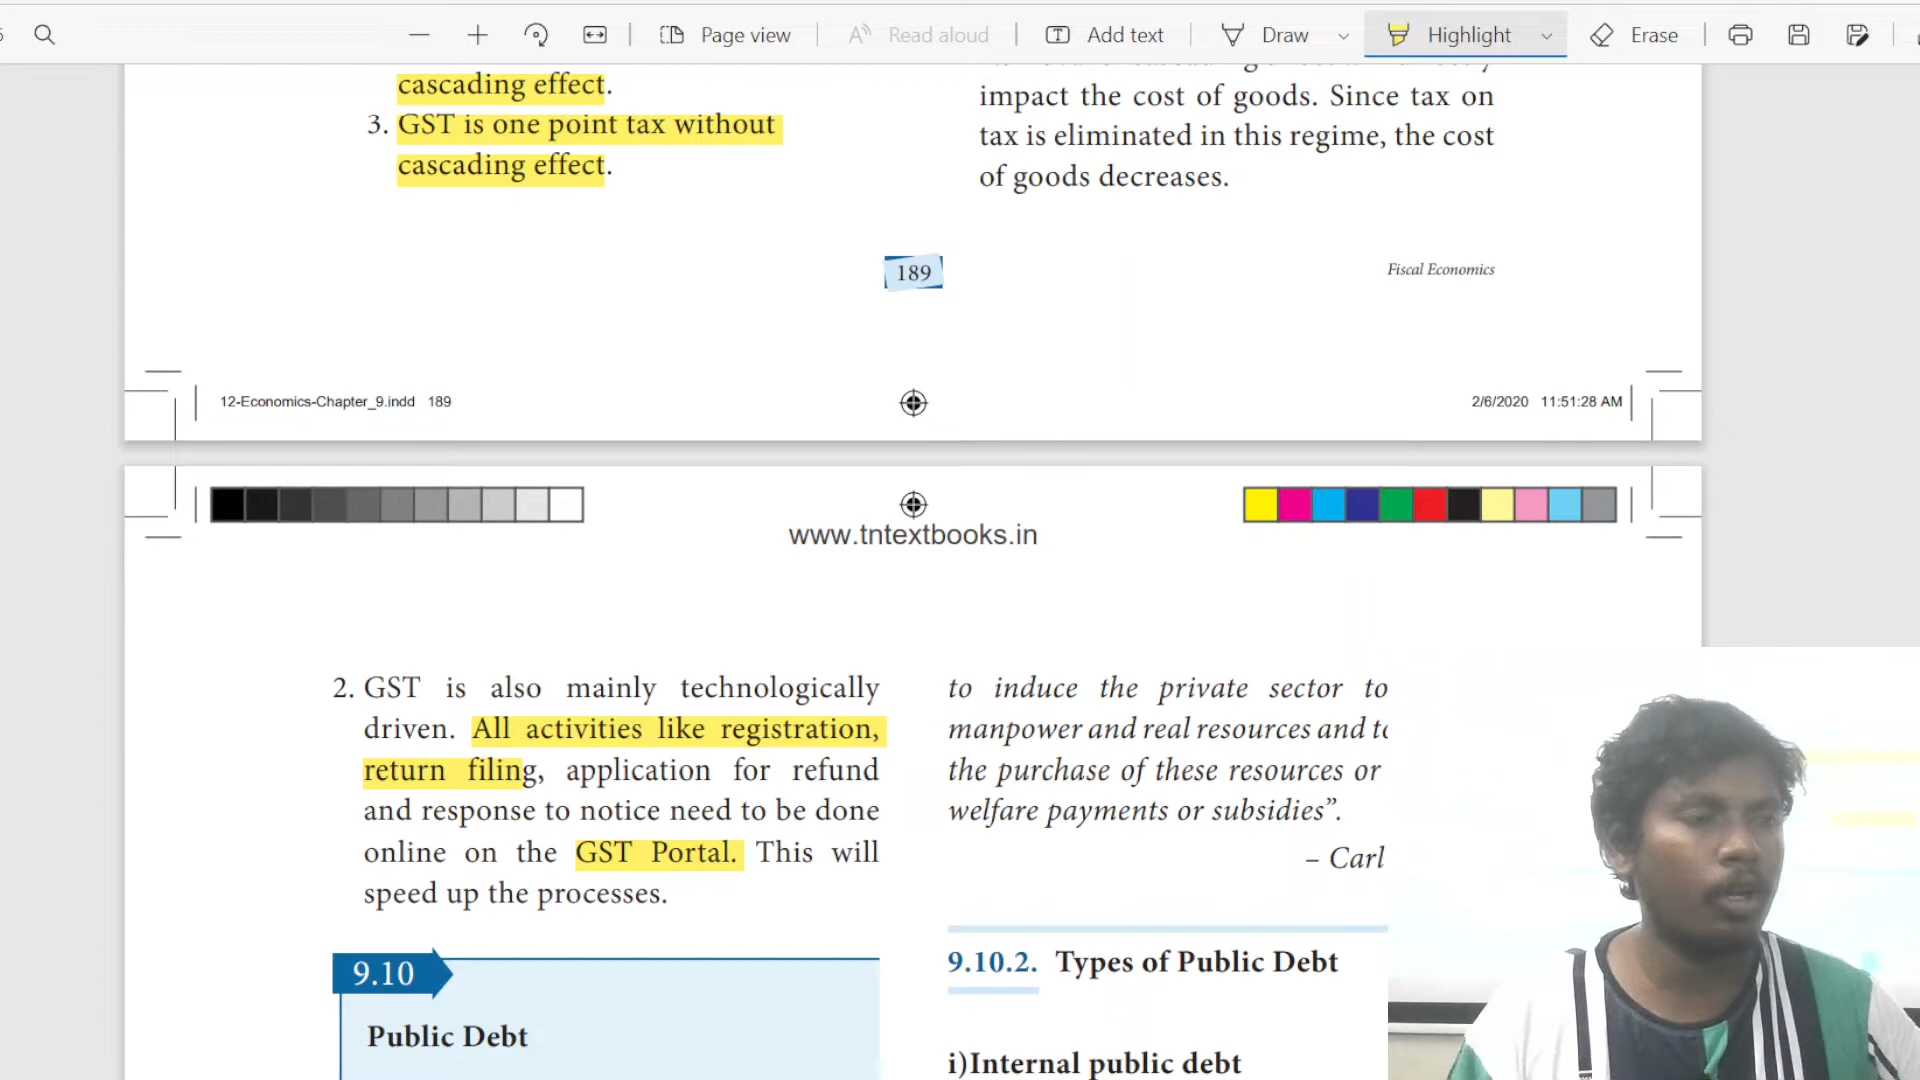 Page view
Read aloud
Add text
Draw
Highlight
Erase
cascading effect.
3. GST is one point tax without
cascading effect.
impact the cost of goods. Since tax on
tax is eliminated in this regime, the cost
of goods decreases.
189
Fiscal Economics
12-Economics-Chapter_9.indd 189
2/6/2020 11:51:28 AM
www.tntextbooks.in
2. GST is also mainly technologically
driven. All activities like registration,
return filing, application for refund
and response to notice need to be done
online on the GST Portal. This will
speed up the processes.
9.10
Public Debt
to induce the private sector to
manpower and real resources and to
the purchase of these resources or
welfare payments or subsidies”.
– Carl
9.10.2. Types of Public Debt
i)Internal public debt